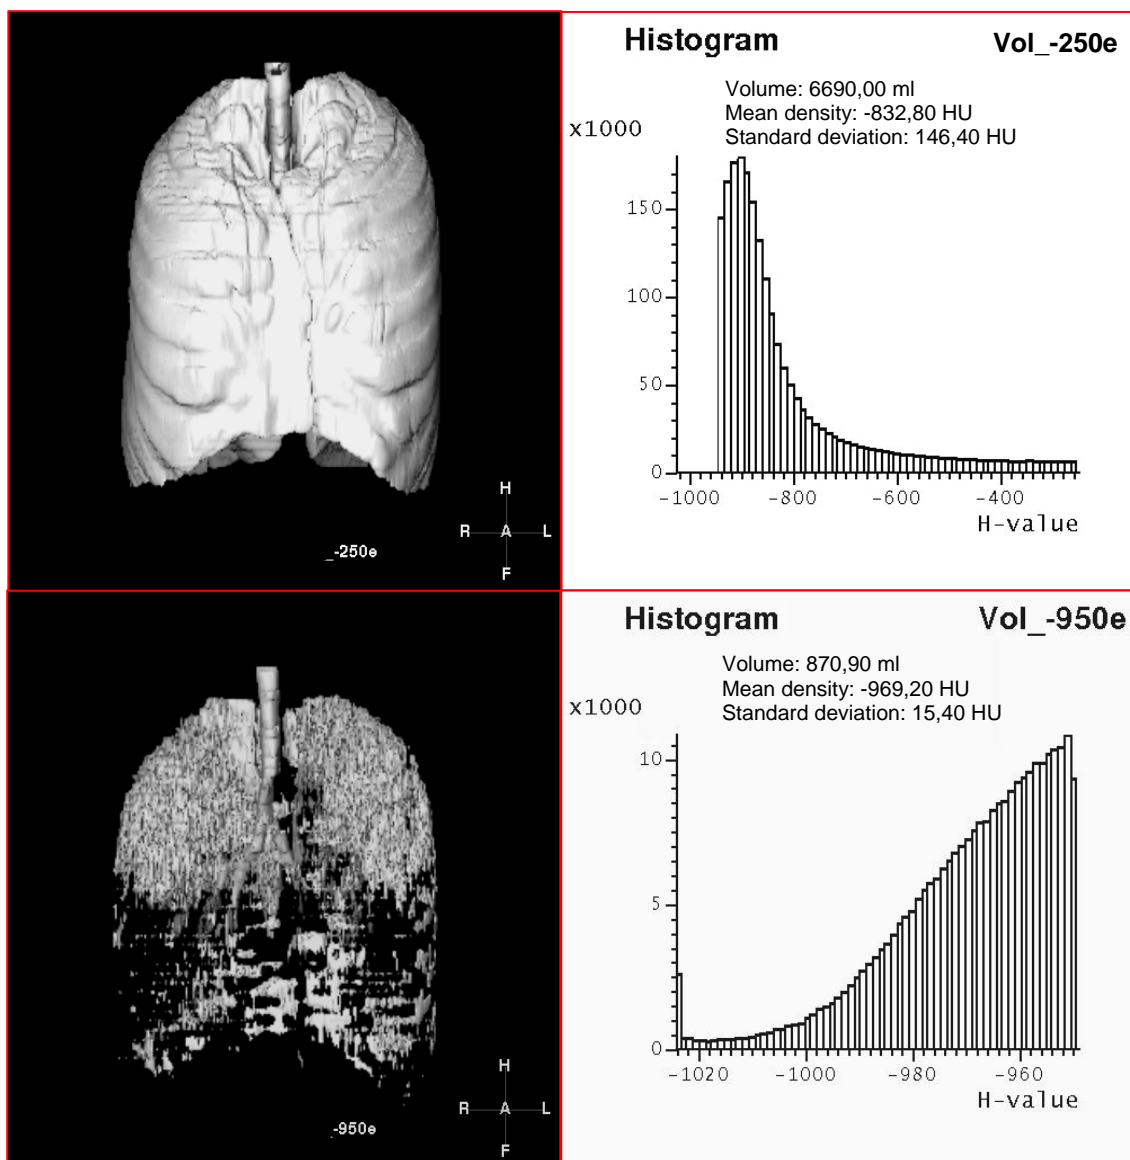 Histogram Vol_-250e
Volume: 6690,00 ml
Mean density: -832,80 HU
Standard deviation: 146,40 HU
x1000
150
100
50
0
-1000 -800 -600 -400
H-value
H
R A L
F
_-250e
Histogram Vol_-950e
Volume: 870,90 ml
Mean density: -969,20 HU
Standard deviation: 15,40 HU
x1000
10
5
0
-1020 -1000 -980 -960
H-value
H
R A L
F
_-950e